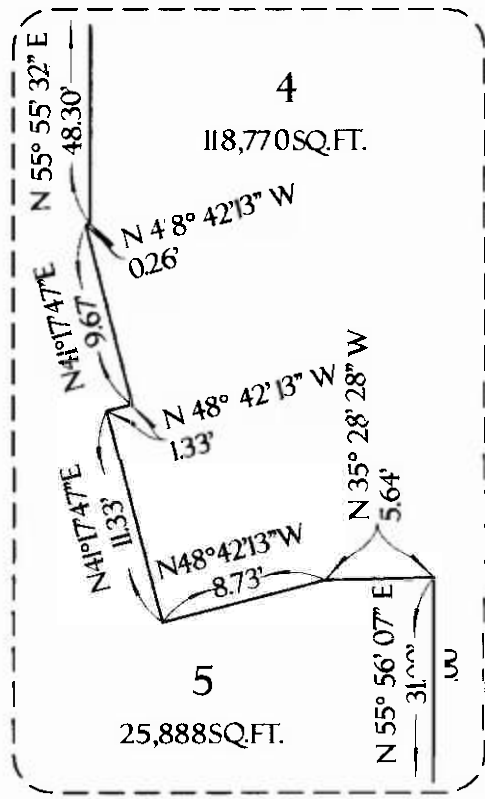 N 55° 55' 32" E
48.30'
4
118,770 SQ.FT.
N 48° 42'13" W
0.26'
N41°17'47"E
9.67'
N 48° 42' 13" W
1.33'
N 35° 28' 28" W
5.64'
N41°17'47"E
11.33'
N48°42'13"W
8.73'
5
25,888SQ.FT.
N 55° 56' 07" E